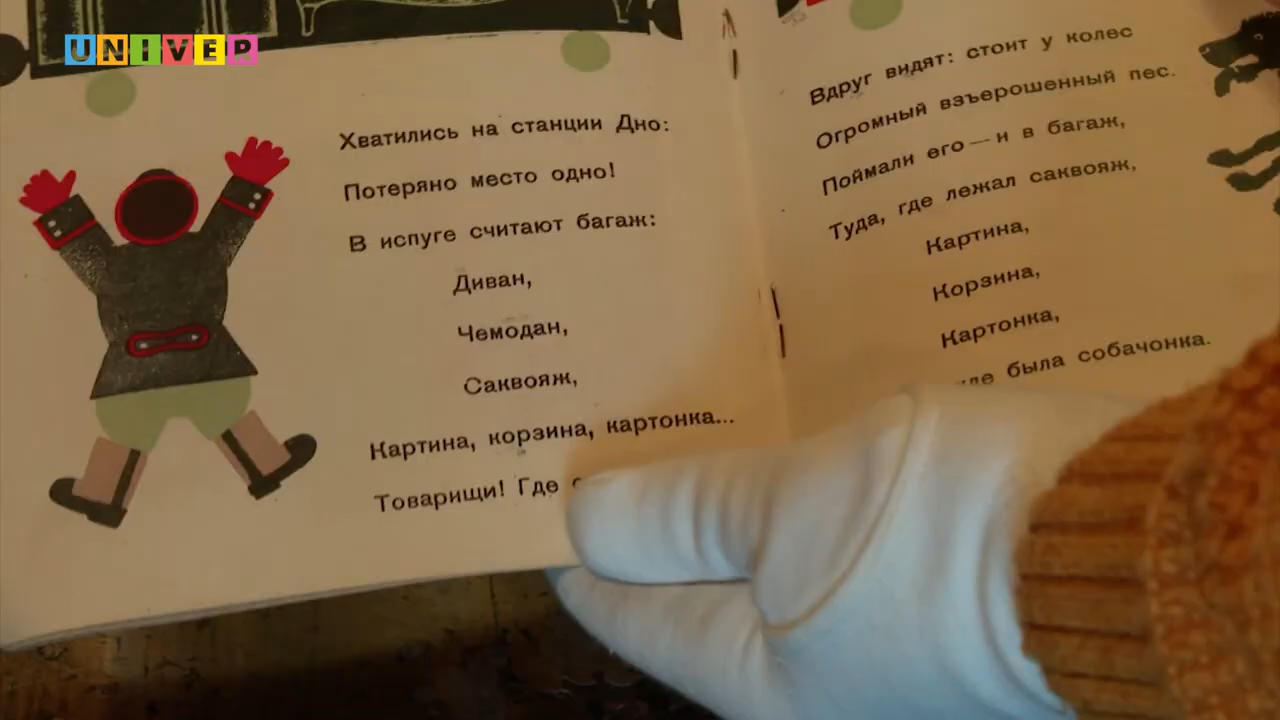 UNIVER
Хватились на станции Дно:
Потеряно место одно!
В испуге считают багаж:
Диван,
Чемодан,
Саквояж,
Картина, корзина, картонка...
Товарищи! Где
Вдруг видят: стоит у колес
Огромный взъерошенный пес.
Поймали его — и в багаж,
Туда, где лежал саквояж,
Картина,
Корзина,
Картонка,
была собачонка.